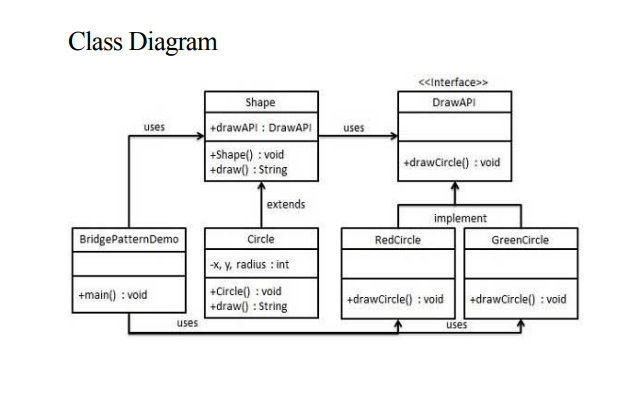 Class Diagram
<<Interface>>
Shape
DrawAPI
uses
+drawAPI : DrawAPI
uses
+Shape() : void
+draw() : String
+drawCircle() : void
extends
implement
BridgePatternDemo
Circle
RedCircle
GreenCircle
-x, y, radius : int
+main() : void
+Circle() : void
+draw() : String
+drawCircle() : void
+drawCircle() : void
uses
uses